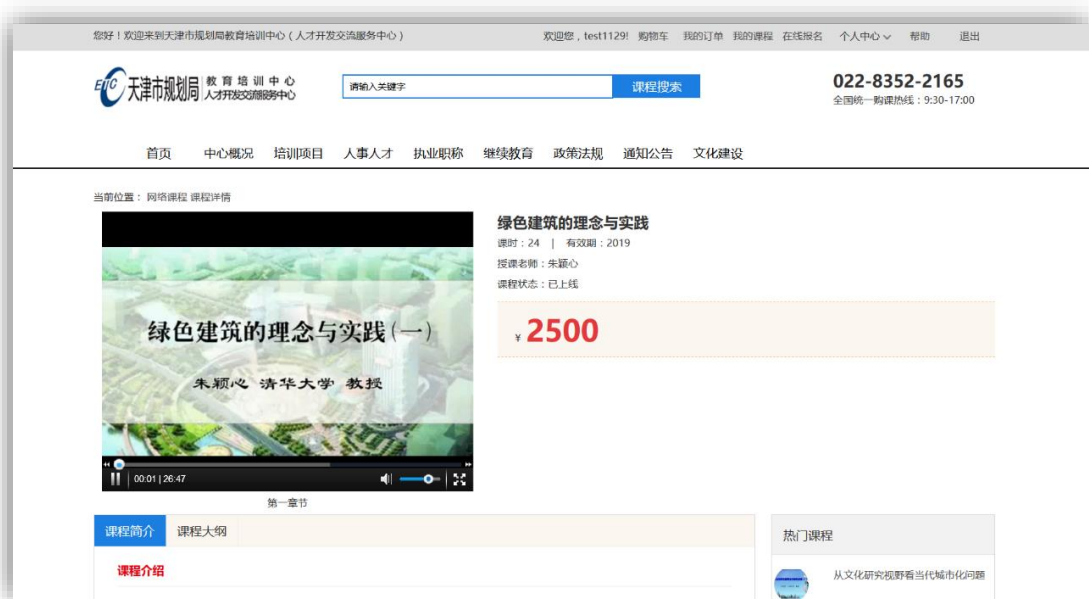 您好！欢迎来到天津市规划局教育培训中心（人才开发交流服务中心）
欢迎您，test1129! 购物车 我的订单 我的课程 在线报名 个人中心 帮助 退出
EITC 天津市规划局 教育培训中心
人才开发交流服务中心
请输入关键字 课程搜索
022-8352-2165
全国统一购课热线：9:30-17:00
首页 中心概况 培训项目 人事人才 执业职称 继续教育 政策法规 通知公告 文化建设
当前位置： 网络课程 课程详情
绿色建筑的理念与实践(一)
朱颖心 清华大学 教授
00:01 | 26:47
第一章节
绿色建筑的理念与实践
课时：24 | 有效期：2019
授课老师：朱颖心
课程状态：已上线
¥ 2500
课程简介 课程大纲
课程介绍
热门课程
从文化研究视野看当代城市化问题